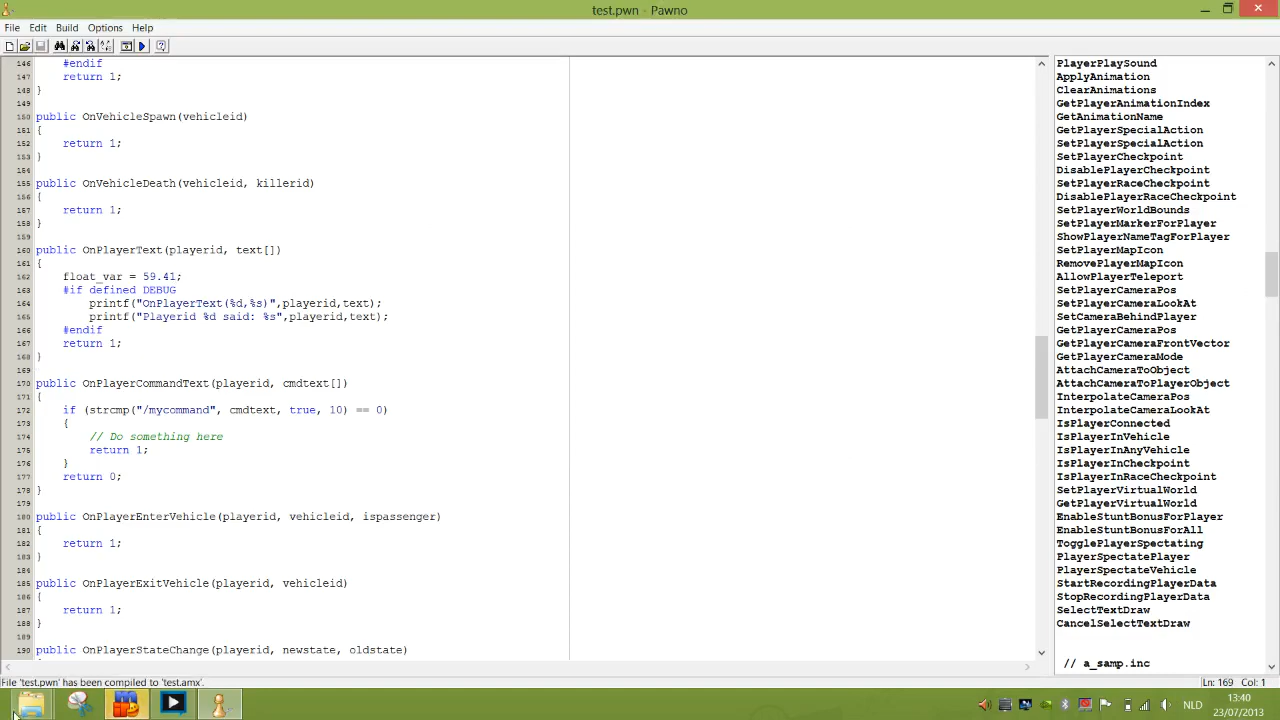 test.pwn - Pawno
File Edit Build Options Help
146 #endif
147 return 1;
148 }
149
150 public OnVehicleSpawn(vehicleid)
151 {
152 return 1;
153 }
154
155 public OnVehicleDeath(vehicleid, killerid)
156 {
157 return 1;
158 }
159
160 public OnPlayerText(playerid, text[])
161 {
162 float_var = 59.41;
163 #if defined DEBUG
164 printf("OnPlayerText(%d,%s)",playerid,text);
165 printf("Playerid %d said: %s",playerid,text);
166 #endif
167 return 1;
168 }
169
170 public OnPlayerCommandText(playerid, cmdtext[])
171 {
172 if (strcmp("/mycommand", cmdtext, true, 10) == 0)
173 {
174 // Do something here
175 return 1;
176 }
177 return 0;
178 }
179
180 public OnPlayerEnterVehicle(playerid, vehicleid, ispassenger)
181 {
182 return 1;
183 }
184
185 public OnPlayerExitVehicle(playerid, vehicleid)
186 {
187 return 1;
188 }
189
190 public OnPlayerStateChange(playerid, newstate, oldstate)
PlayerPlaySound
ApplyAnimation
ClearAnimations
GetPlayerAnimationIndex
GetAnimationName
GetPlayerSpecialAction
SetPlayerSpecialAction
SetPlayerCheckpoint
DisablePlayerCheckpoint
SetPlayerRaceCheckpoint
DisablePlayerRaceCheckpoint
SetPlayerWorldBounds
SetPlayerMarkerForPlayer
ShowPlayerNameTagForPlayer
SetPlayerMapIcon
RemovePlayerMapIcon
AllowPlayerTeleport
SetPlayerCameraPos
SetPlayerCameraLookAt
SetCameraBehindPlayer
GetPlayerCameraPos
GetPlayerCameraFrontVector
GetPlayerCameraMode
AttachCameraToObject
AttachCameraToPlayerObject
InterpolateCameraPos
InterpolateCameraLookAt
IsPlayerConnected
IsPlayerInVehicle
IsPlayerInAnyVehicle
IsPlayerInCheckpoint
IsPlayerInRaceCheckpoint
SetPlayerVirtualWorld
GetPlayerVirtualWorld
EnableStuntBonusForPlayer
EnableStuntBonusForAll
TogglePlayerSpectating
PlayerSpectatePlayer
PlayerSpectateVehicle
StartRecordingPlayerData
StopRecordingPlayerData
SelectTextDraw
CancelSelectTextDraw
// a_samp.inc
File 'test.pwn' has been compiled to 'test.amx'.
Ln: 169 Col: 1
NLD
13:40
23/07/2013